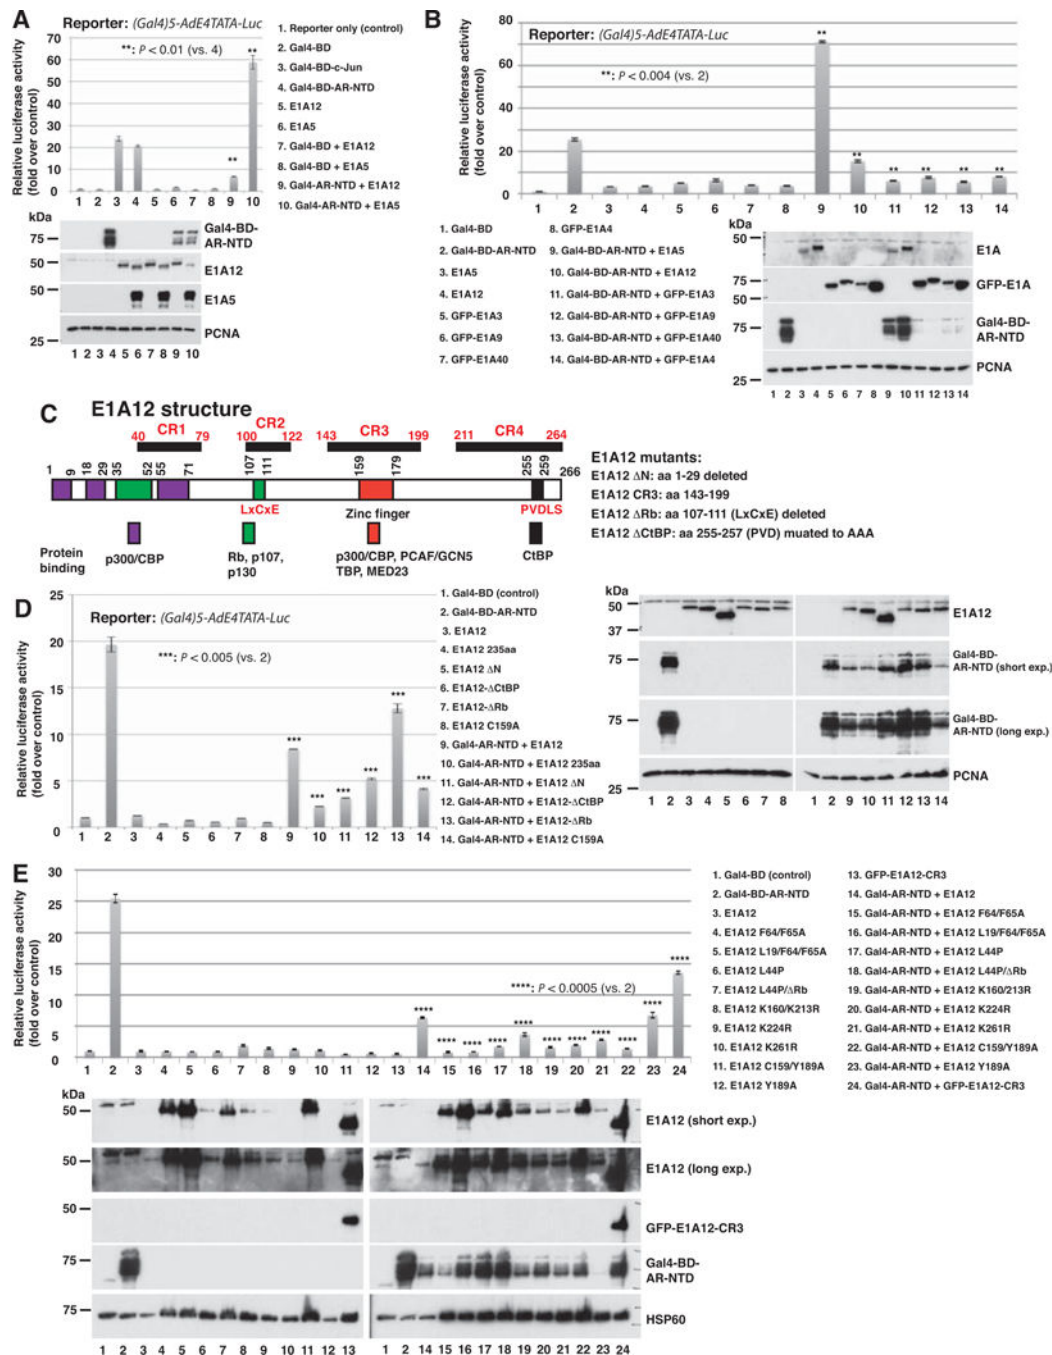 A
Reporter: (Gal4)5-AdE4TATA-Luc
Relative luciferase activity
(fold over control)
70
60
50
40
30
20
10
0
**: P < 0.01 (vs. 4)
**
**
1 2 3 4 5 6 7 8 9 10
1. Reporter only (control)
2. Gal4-BD
3. Gal4-BD-c-Jun
4. Gal4-BD-AR-NTD
5. E1A12
6. E1A5
7. Gal4-BD + E1A12
8. Gal4-BD + E1A5
9. Gal4-AR-NTD + E1A12
10. Gal4-AR-NTD + E1A5
kDa
75
50
50
25
Gal4-BD-
AR-NTD
E1A12
E1A5
PCNA
1 2 3 4 5 6 7 8 9 10
B
Reporter: (Gal4)5-AdE4TATA-Luc
Relative luciferase activity
(fold over control)
80
70
60
50
40
30
20
10
0
**: P < 0.004 (vs. 2)
**
**
**
**
**
**
1 2 3 4 5 6 7 8 9 10 11 12 13 14
1. Gal4-BD
2. Gal4-BD-AR-NTD
3. E1A5
4. E1A12
5. GFP-E1A3
6. GFP-E1A9
7. GFP-E1A40
8. GFP-E1A4
9. Gal4-BD-AR-NTD + E1A5
10. Gal4-BD-AR-NTD + E1A12
11. Gal4-BD-AR-NTD + GFP-E1A3
12. Gal4-BD-AR-NTD + GFP-E1A9
13. Gal4-BD-AR-NTD + GFP-E1A40
14. Gal4-BD-AR-NTD + GFP-E1A4
kDa
50
75
50
75
25
E1A
GFP-E1A
Gal4-BD-
AR-NTD
PCNA
1 2 3 4 5 6 7 8 9 10 11 12 13 14
C
E1A12 structure
CR1 CR2 CR3 CR4
40 79 100 122 143 199 211 264
1 9 18 29 35 52 55 71 107 111 159 179 255 259 266
LxCxE
Zinc finger
PVDLS
Protein
binding
p300/CBP
Rb, p107,
p130
p300/CBP, PCAF/GCN5
TBP, MED23
CtBP
E1A12 mutants:
E1A12 ΔN: aa 1-29 deleted
E1A12 CR3: aa 143-199
E1A12 ΔRb: aa 107-111 (LxCxE) deleted
E1A12 ΔCtBP: aa 255-257 (PVD) muated to AAA
D
Reporter: (Gal4)5-AdE4TATA-Luc
Relative luciferase activity
(fold over control)
25
20
15
10
5
0
***: P < 0.005 (vs. 2)
***
***
***
***
***
***
1 2 3 4 5 6 7 8 9 10 11 12 13 14
1. Gal4-BD (control)
2. Gal4-BD-AR-NTD
3. E1A12
4. E1A12 235aa
5. E1A12 ΔN
6. E1A12-ΔCtBP
7. E1A12-ΔRb
8. E1A12 C159A
9. Gal4-AR-NTD + E1A12
10. Gal4-AR-NTD + E1A12 235aa
11. Gal4-AR-NTD + E1A12 ΔN
12. Gal4-AR-NTD + E1A12-ΔCtBP
13. Gal4-AR-NTD + E1A12-ΔRb
14. Gal4-AR-NTD + E1A12 C159A
kDa
50
37
75
75
25
kDa
E1A12
Gal4-BD-
AR-NTD (short exp.)
Gal4-BD-
AR-NTD (long exp.)
PCNA
1 2 3 4 5 6 7 8
1 2 9 10 11 12 13 14
E
Relative luciferase activity
(fold over control)
30
25
20
15
10
5
0
****: P < 0.0005 (vs. 2)
****
****
****
****
****
****
****
****
****
****
****
1 2 3 4 5 6 7 8 9 10 11 12 13 14 15 16 17 18 19 20 21 22 23 24
1. Gal4-BD (control)
2. Gal4-BD-AR-NTD
3. E1A12
4. E1A12 F64/F65A
5. E1A12 L19/F64/F65A
6. E1A12 L44P
7. E1A12 L44P/ΔRb
8. E1A12 K160/K213R
9. E1A12 K224R
10. E1A12 K261R
11. E1A12 C159/Y189A
12. E1A12 Y189A
13. GFP-E1A12-CR3
14. Gal4-AR-NTD + E1A12
15. Gal4-AR-NTD + E1A12 F64/F65A
16. Gal4-AR-NTD + E1A12 L19/F64/F65A
17. Gal4-AR-NTD + E1A12 L44P
18. Gal4-AR-NTD + E1A12 L44P/ΔRb
19. Gal4-AR-NTD + E1A12 K160/213R
20. Gal4-AR-NTD + E1A12 K224R
21. Gal4-AR-NTD + E1A12 K261R
22. Gal4-AR-NTD + E1A12 C159/Y189A
23. Gal4-AR-NTD + E1A12 Y189A
24. Gal4-AR-NTD + GFP-E1A12-CR3
kDa
50
50
50
75
75
E1A12 (short exp.)
E1A12 (long exp.)
GFP-E1A12-CR3
Gal4-BD-
AR-NTD
HSP60
1 2 3 4 5 6 7 8 9 10 11 12 13
1 2 14 15 16 17 18 19 20 21 22 23 24